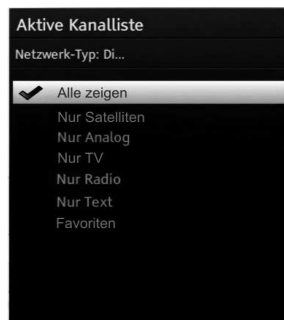 Aktive Kanalliste
Netzwerk-Typ: Di...
Alle zeigen
Nur Satelliten
Nur Analog
Nur TV
Nur Radio
Nur Text
Favoriten